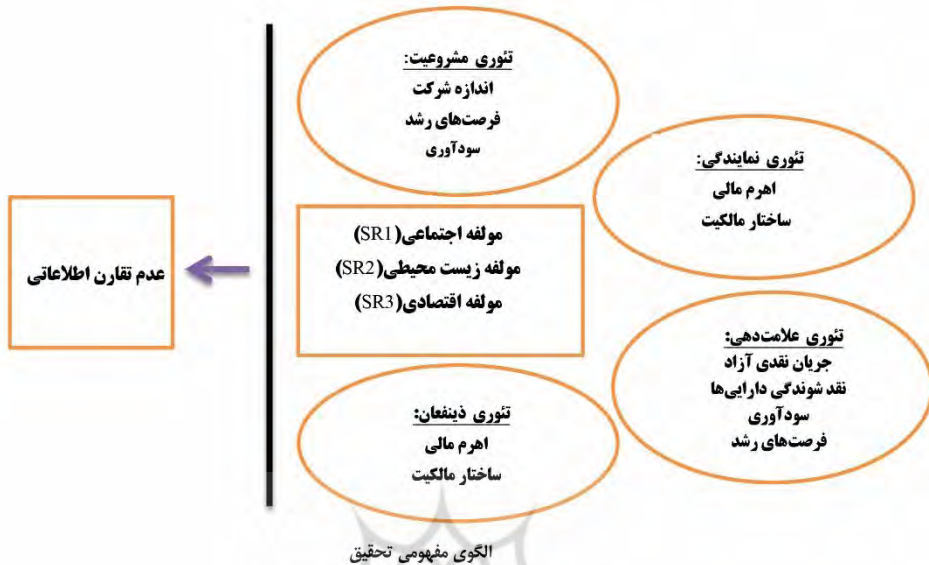 تئوری مشروعیت:
اندازه شرکت
فرصت‌های رشد
سودآوری
تئوری نمایندگی:
اهرم مالی
ساختار مالکیت
مولفه اجتماعی(SR1)
مولفه زیست محیطی(SR2)
مولفه اقتصادی(SR3)
عدم تقارن اطلاعاتی
تئوری علامت‌دهی:
جریان نقدی آزاد
نقد شوندگی دارایی‌ها
سودآوری
فرصت‌های رشد
تئوری ذینفعان:
اهرم مالی
ساختار مالکیت
الگوی مفهومی تحقیق